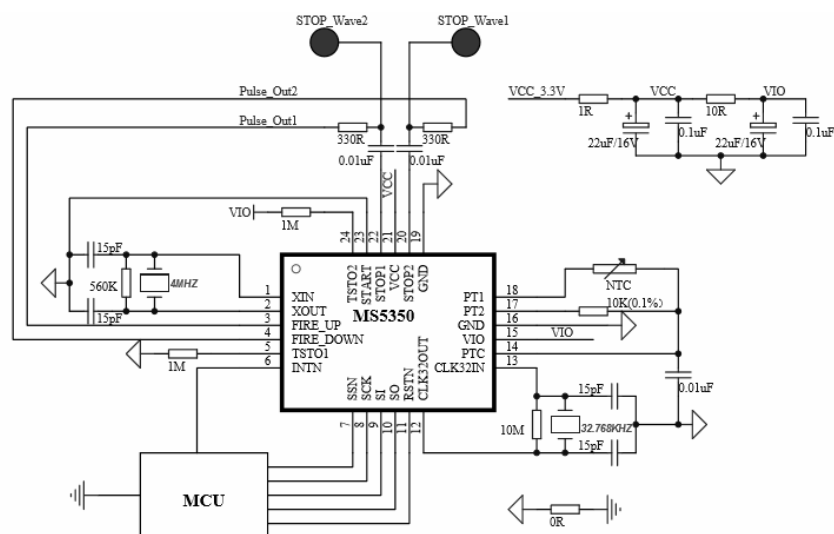 STOP_Wave2
STOP_Wave1
Pulse_Out2
VCC_3.3V
VCC
VIO
1R
10R
Pulse_Out1
330R
330R
22uF/16V
0.1uF
22uF/16V
0.1uF
0.01uF
0.01uF
VCC
VIO
1M
24
23
22
21
20
19
15pF
560K
4MHZ
15pF
TSTO2
START
STOP1
VCC
STOP2
GND
1
XIN
2
XOUT
3
FIRE_UP
4
FIRE_DOWN
5
TSTO1
6
INTN
MS5350
PT1
18
PT2
17
GND
16
VIO
15
PTC
14
CLK32IN
13
NTC
10K(0.1%)
VIO
1M
SSN
SCK
SI
SO
RSTN
CLK32OUT
7
8
9
10
11
12
15pF
0.01uF
10M
32.768KHZ
15pF
MCU
0R